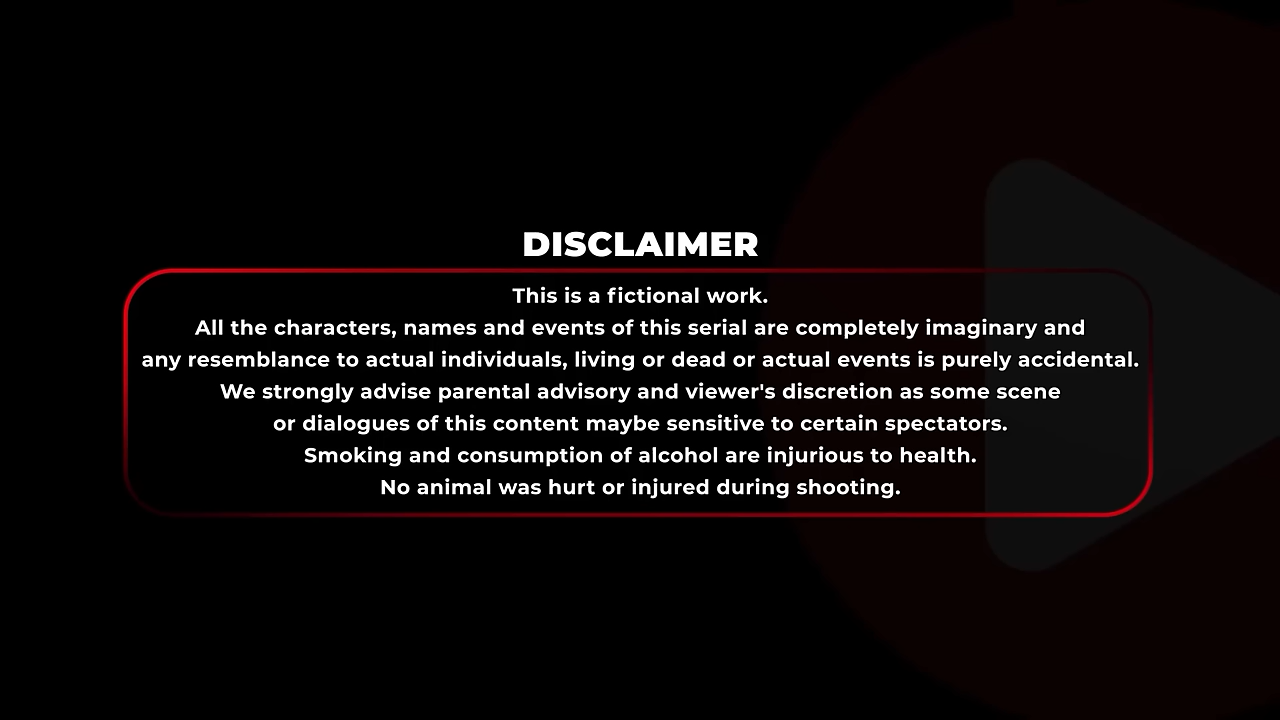 DISCLAIMER
This is a fictional work.
All the characters, names and events of this serial are completely imaginary and
any resemblance to actual individuals, living or dead or actual events is purely accidental.
We strongly advise parental advisory and viewer's discretion as some scene
or dialogues of this content maybe sensitive to certain spectators.
Smoking and consumption of alcohol are injurious to health.
No animal was hurt or injured during shooting.